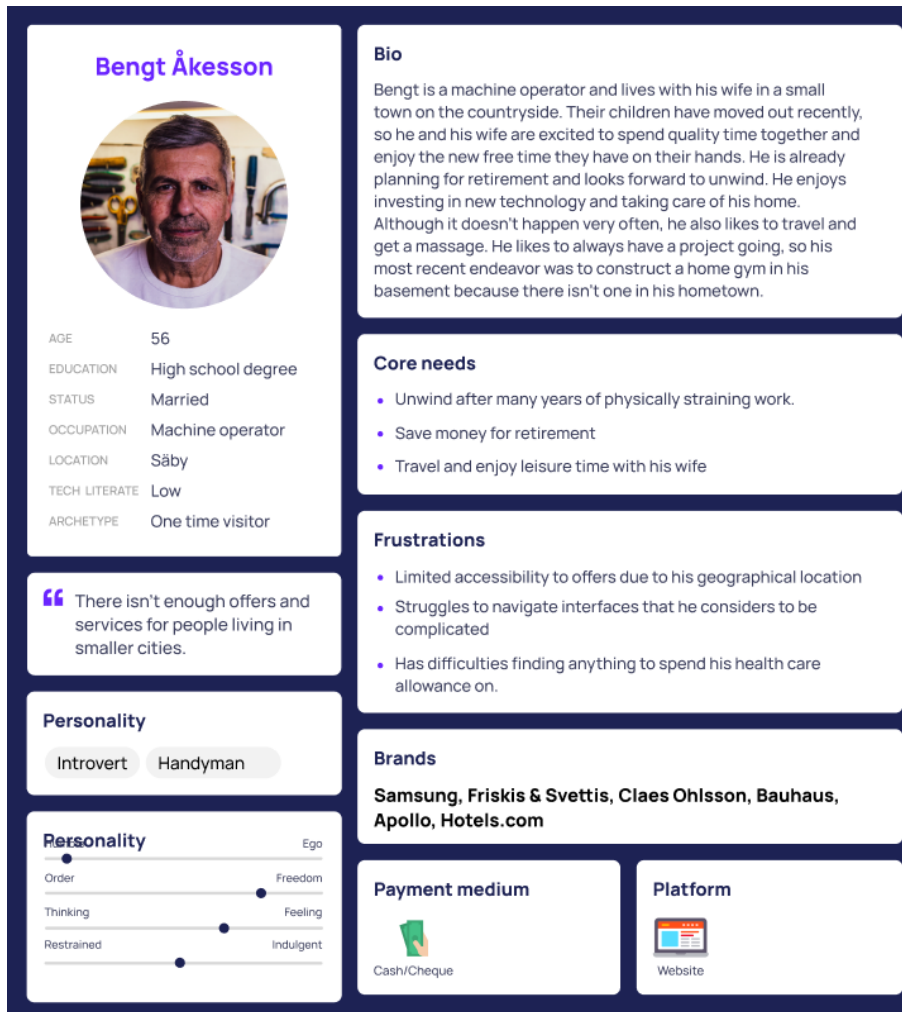 Bengt Åkesson
AGE 56
EDUCATION High school degree
STATUS Married
OCCUPATION Machine operator
LOCATION Säby
TECH LITERATE Low
ARCHETYPE One time visitor
There isn't enough offers and
services for people living in
smaller cities.
Personality
Introvert Handyman
Personality
Ego
Order Freedom
Thinking Feeling
Restrained Indulgent
Bio
Bengt is a machine operator and lives with his wife in a small
town on the countryside. Their children have moved out recently,
so he and his wife are excited to spend quality time together and
enjoy the new free time they have on their hands. He is already
planning for retirement and looks forward to unwind. He enjoys
investing in new technology and taking care of his home.
Although it doesn't happen very often, he also likes to travel and
get a massage. He likes to always have a project going, so his
most recent endeavor was to construct a home gym in his
basement because there isn't one in his hometown.
Core needs
• Unwind after many years of physically straining work.
• Save money for retirement
• Travel and enjoy leisure time with his wife
Frustrations
• Limited accessibility to offers due to his geographical location
• Struggles to navigate interfaces that he considers to be
complicated
• Has difficulties finding anything to spend his health care
allowance on.
Brands
Samsung, Friskis & Svettis, Claes Ohlsson, Bauhaus,
Apollo, Hotels.com
Payment medium
Cash/Cheque
Platform
Website